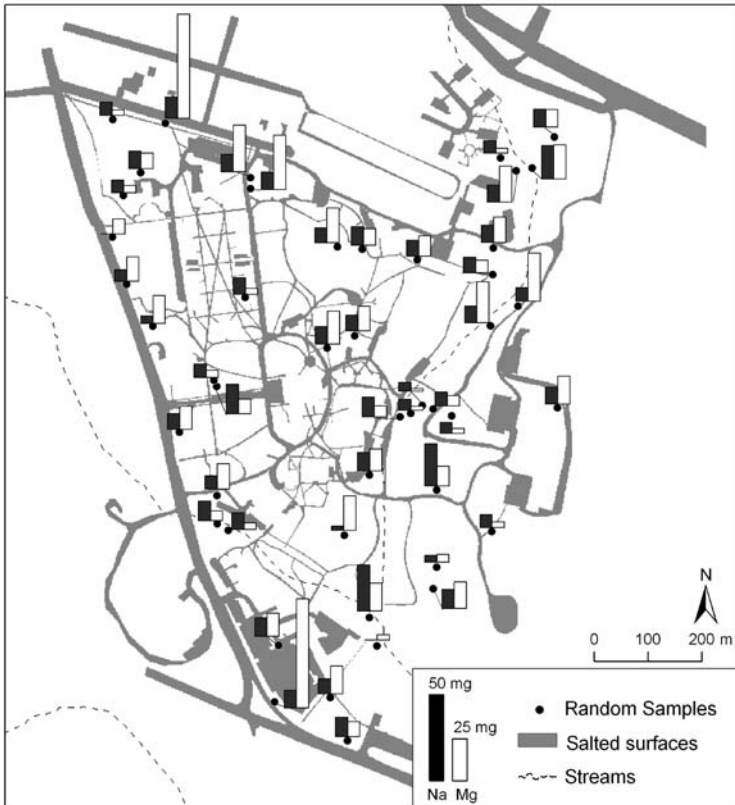 N
0 100 200 m
50 mg
25 mg
Na Mg
Random Samples
Salted surfaces
Streams